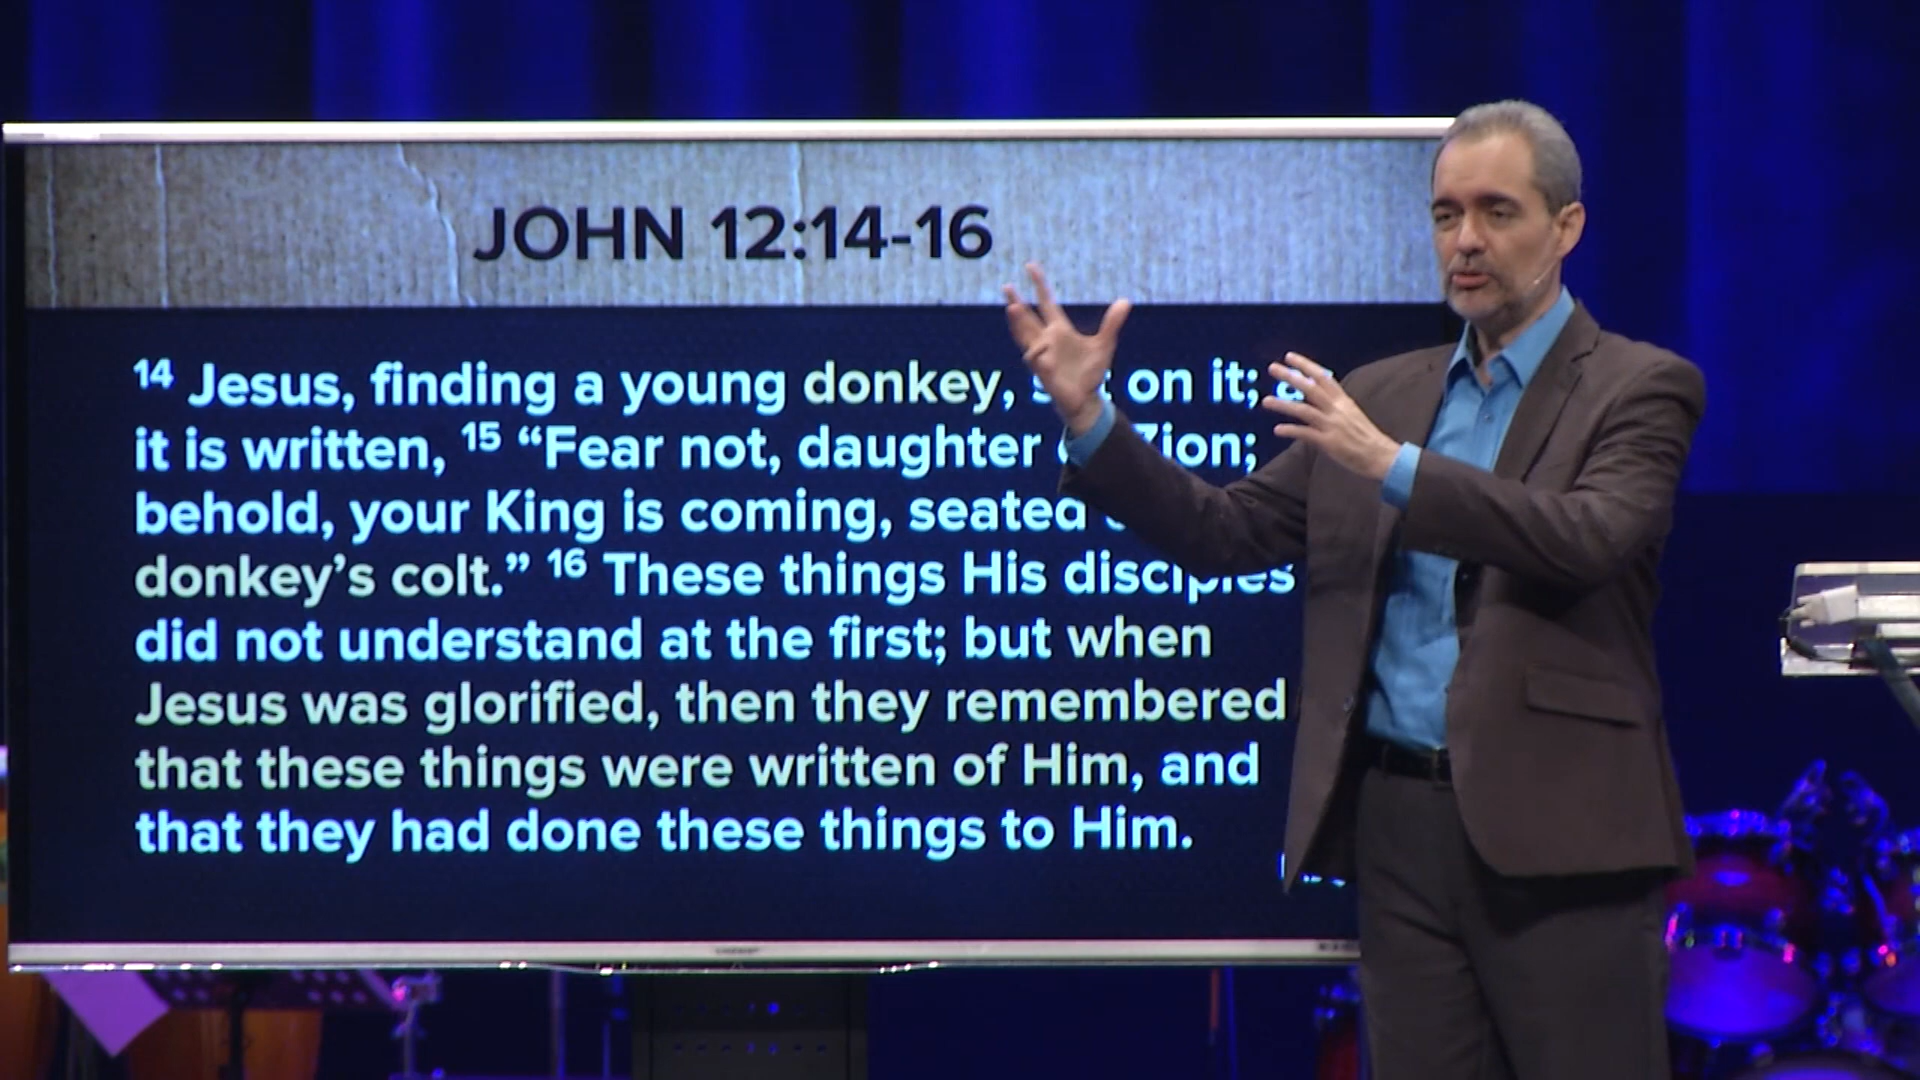 JOHN 12:14-16
14 Jesus, finding a young donkey, on it;
it is written, 15 “Fear not, daughter Zion;
behold, your King is coming, seated
donkey’s colt.” 16 These things His disciples
did not understand at the first; but when
Jesus was glorified, then they remembered
that these things were written of Him, and
that they had done these things to Him.